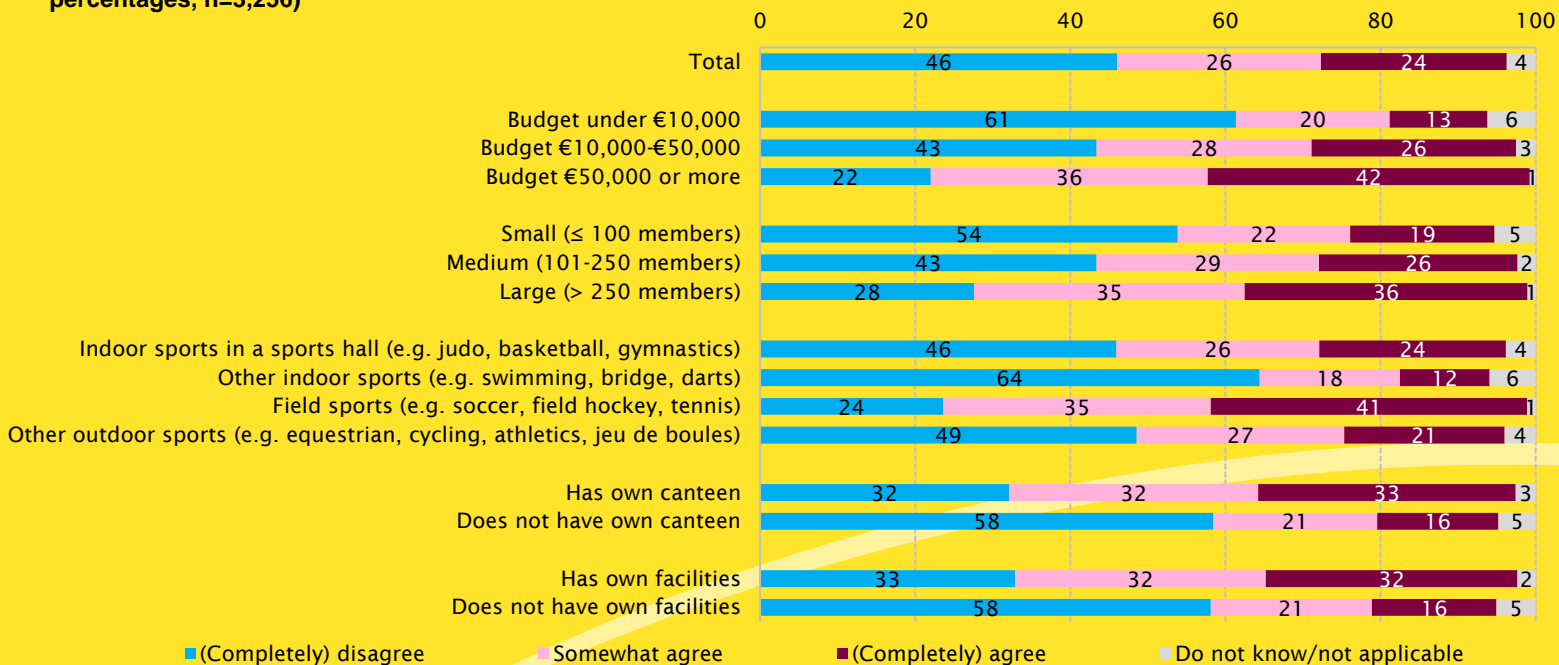 percentages, n=3,256)
0 20 40 60 80 100
Total 46 26 24 4
Budget under €10,000 61 20 13 6
Budget €10,000-€50,000 43 28 26 3
Budget €50,000 or more 22 36 42 1
Small (≤ 100 members) 54 22 19 5
Medium (101-250 members) 43 29 26 2
Large (> 250 members) 28 35 36 1
Indoor sports in a sports hall (e.g. judo, basketball, gymnastics) 46 26 24 4
Other indoor sports (e.g. swimming, bridge, darts) 64 18 12 6
Field sports (e.g. soccer, field hockey, tennis) 24 35 41 1
Other outdoor sports (e.g. equestrian, cycling, athletics, jeu de boules) 49 27 21 4
Has own canteen 32 32 33 3
Does not have own canteen 58 21 16 5
Has own facilities 33 32 32 2
Does not have own facilities 58 21 16 5
(Completely) disagree Somewhat agree (Completely) agree Do not know/not applicable